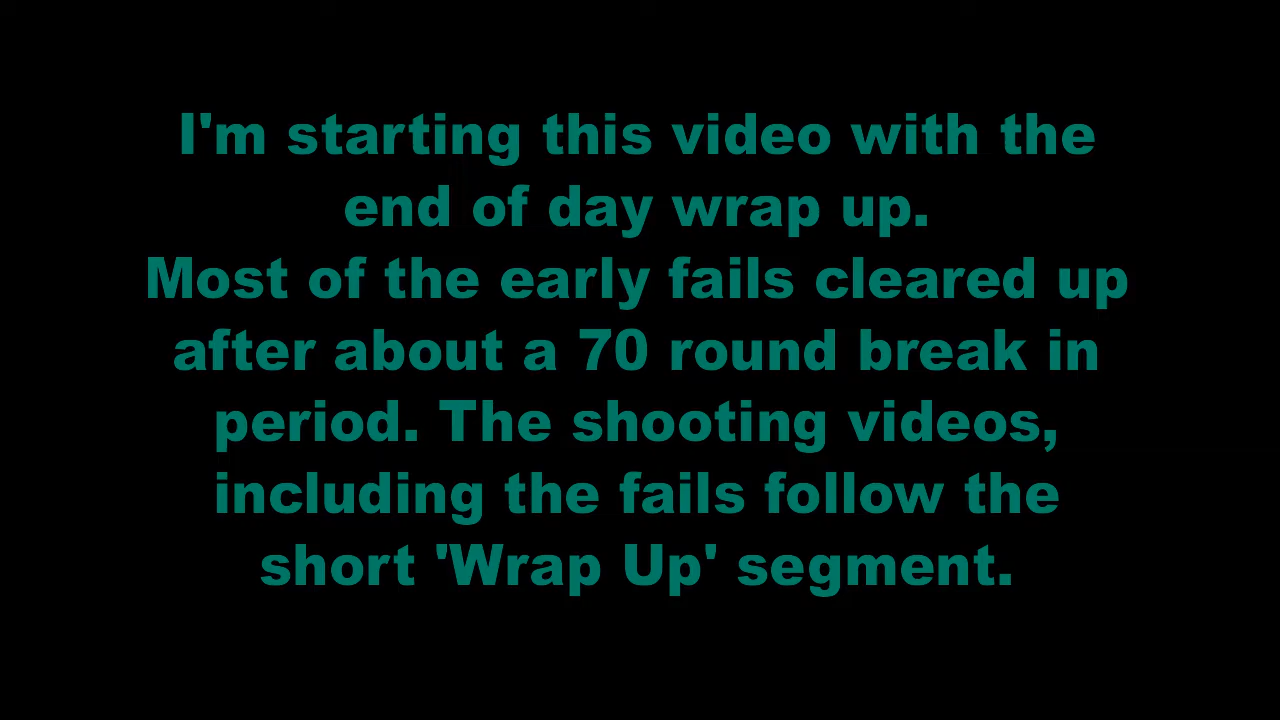 I'm starting this video with the
end of day wrap up.
Most of the early fails cleared up
after about a 70 round break in
period. The shooting videos,
including the fails follow the
short 'Wrap Up' segment.